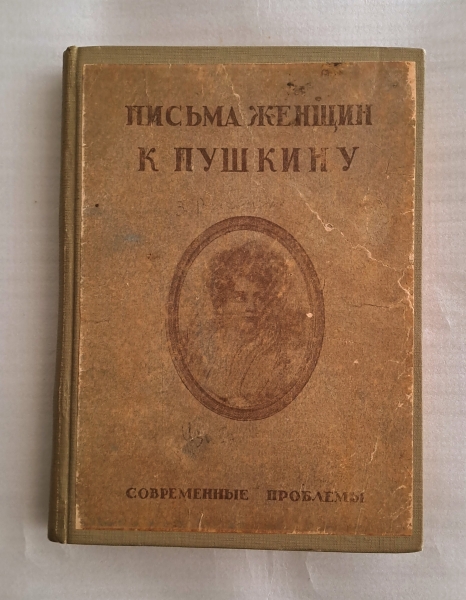 ПИСЬМА ЖЕНЩИН
К ПУШКИНУ
СОВРЕМЕННЫЕ ПРОБЛЕМЫ